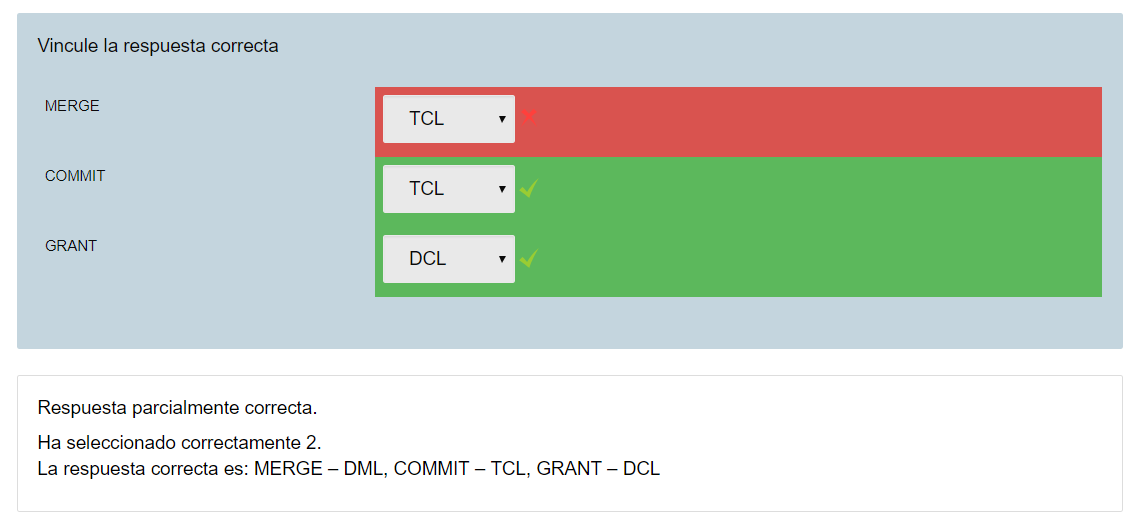 Vincule la respuesta correcta
MERGE
TCL
COMMIT
TCL
GRANT
DCL
Respuesta parcialmente correcta.
Ha seleccionado correctamente 2.
La respuesta correcta es: MERGE – DML, COMMIT – TCL, GRANT – DCL